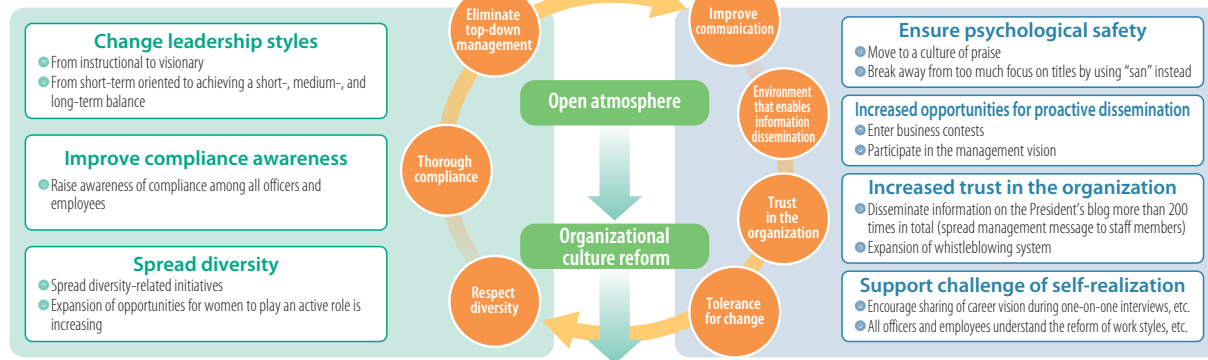 Change leadership styles
From instructional to visionary
From short-term oriented to achieving a short-, medium-, and
long-term balance
Improve compliance awareness
Raise awareness of compliance among all officers and
employees
Spread diversity
Spread diversity-related initiatives
Expansion of opportunities for women to play an active role is
increasing
Eliminate
top-down
management
Thorough
compliance
Respect
diversity
Open atmosphere
Organizational
culture reform
Improve
communication
Environment
that enables
information
dissemination
Trust
in the
organization
Tolerance
for change
Ensure psychological safety
Move to a culture of praise
Break away from too much focus on titles by using “san” instead
Increased opportunities for proactive dissemination
Enter business contests
Participate in the management vision
Increased trust in the organization
Disseminate information on the President’s blog more than 200
times in total (spread management message to staff members)
Expansion of whistleblowing system
Support challenge of self-realization
Encourage sharing of career vision during one-on-one interviews, etc.
All officers and employees understand the reform of work styles, etc.